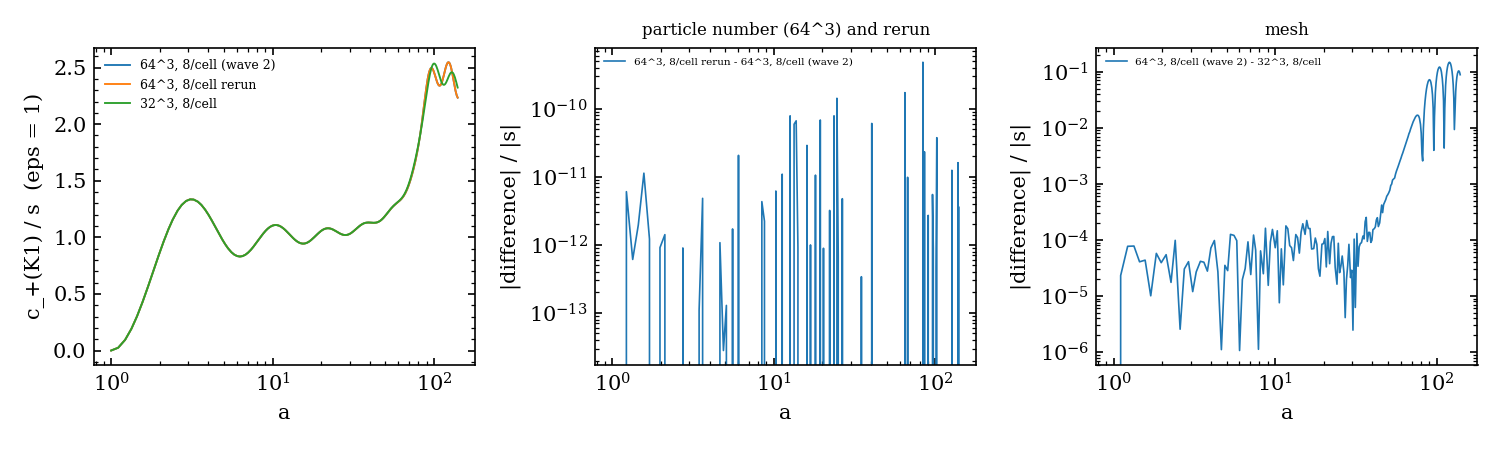 c_+(K1) / s  (eps = 1)
2.5
2.0
1.5
1.0
0.5
0.0
64^3, 8/cell (wave 2)
64^3, 8/cell rerun
32^3, 8/cell
10^0
10^1
10^2
a
particle number (64^3) and rerun
|difference| / |s|
10^−10
10^−11
10^−12
10^−13
64^3, 8/cell rerun - 64^3, 8/cell (wave 2)
10^0
10^1
10^2
a
mesh
|difference| / |s|
10^−1
10^−2
10^−3
10^−4
10^−5
10^−6
64^3, 8/cell (wave 2) - 32^3, 8/cell
10^0
10^1
10^2
a